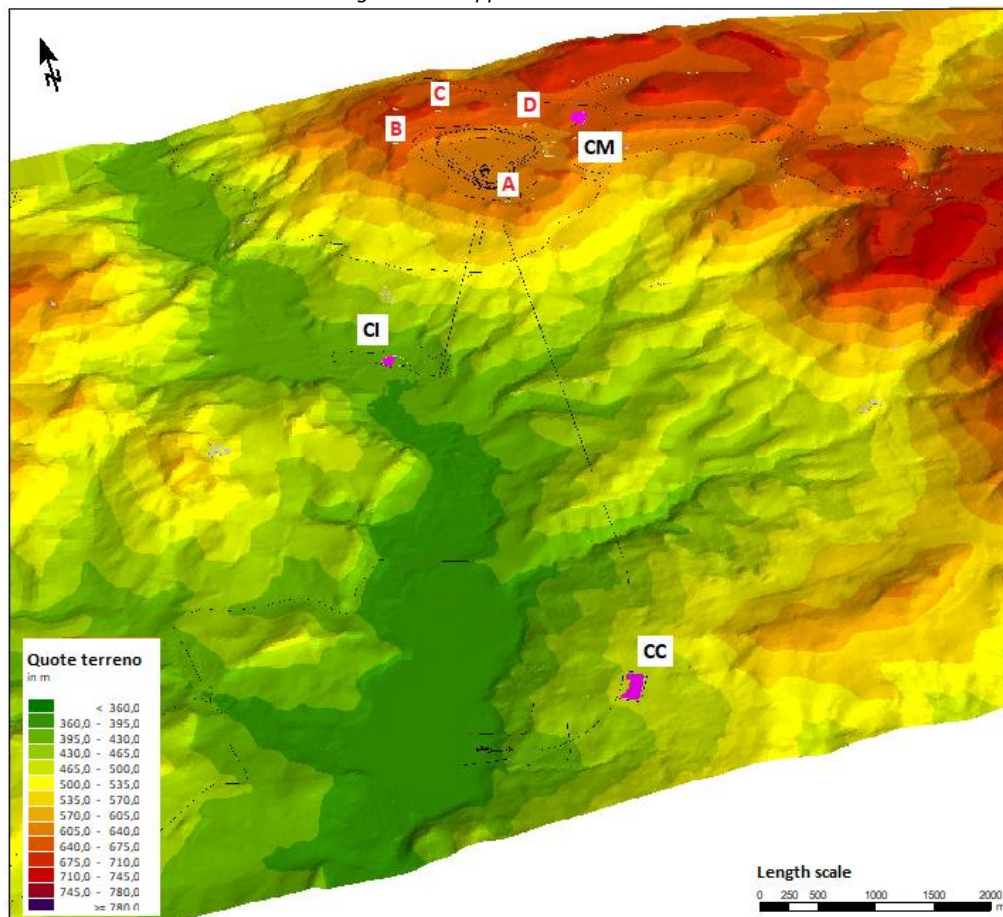 N
C
D
B
CM
A
CI
CC
Quote terreno
in m
< 360,0
360,0 - 395,0
395,0 - 430,0
430,0 - 465,0
465,0 - 500,0
500,0 - 535,0
535,0 - 570,0
570,0 - 605,0
605,0 - 640,0
640,0 - 675,0
675,0 - 710,0
710,0 - 745,0
745,0 - 780,0
>= 780,0
Length scale
0 250 500 1000 1500 2000
m